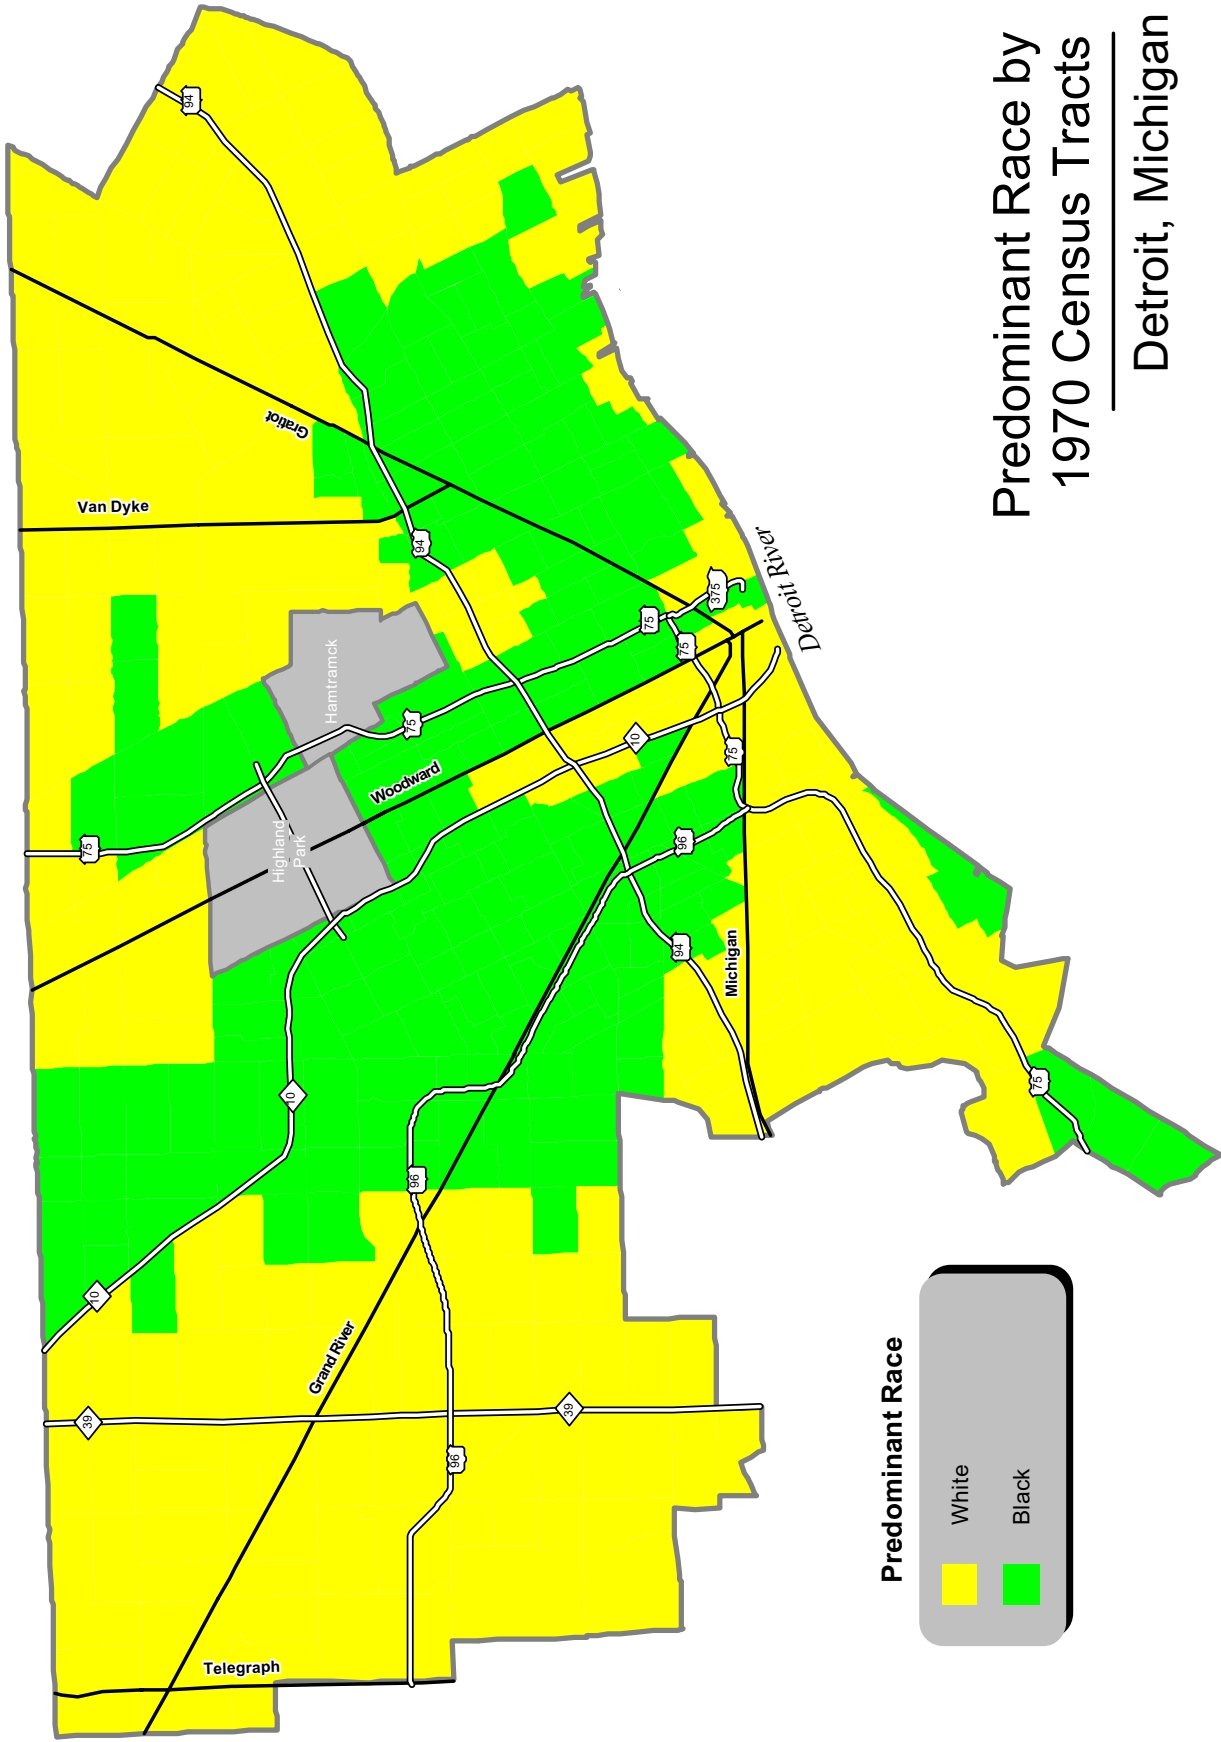 Predominant Race by
1970 Census Tracts
Detroit, Michigan
Predominant Race
White
Black
Telegraph
Grand River
Michigan
Woodward
Highland
Park
Hamtramck
Van Dyke
Gratiot
Detroit River
39
39
96
96
96
10
10
10
94
94
94
75
75
75
75
75
75
375